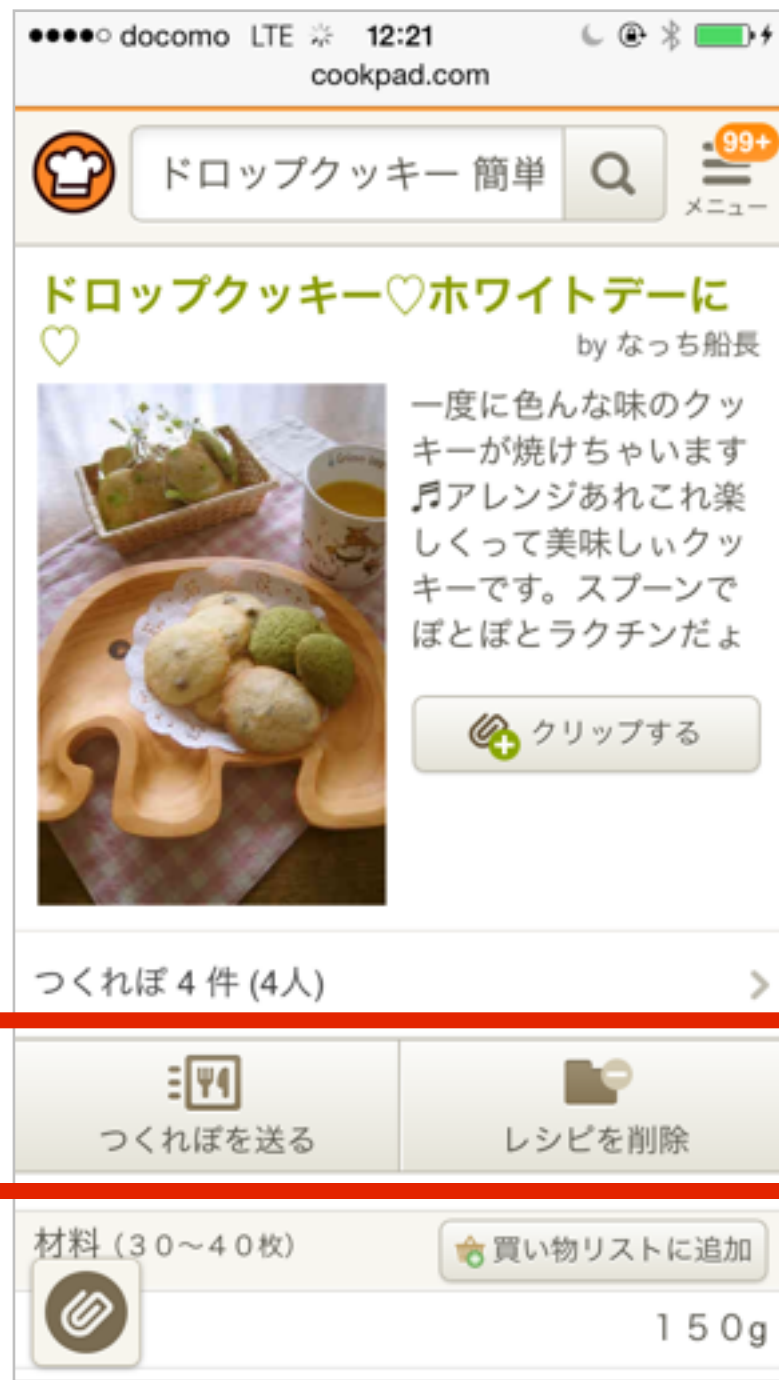 docomo LTE 12:21
cookpad.com
ドロップクッキー 簡単
99+
メニュー
ドロップクッキー♡ホワイトデーに
♡
by なっち船長
一度に色んな味のクッ
キーが焼けちゃいます
♬アレンジあれこれ楽
しくって美味しぃクッ
キーです。スプーンで
ぽとぽとラクチンだょ
クリップする
つくれぽ 4 件 (4人)
つくれぽを送る
レシピを削除
材料（３０〜４０枚）
買い物リストに追加
１５０g